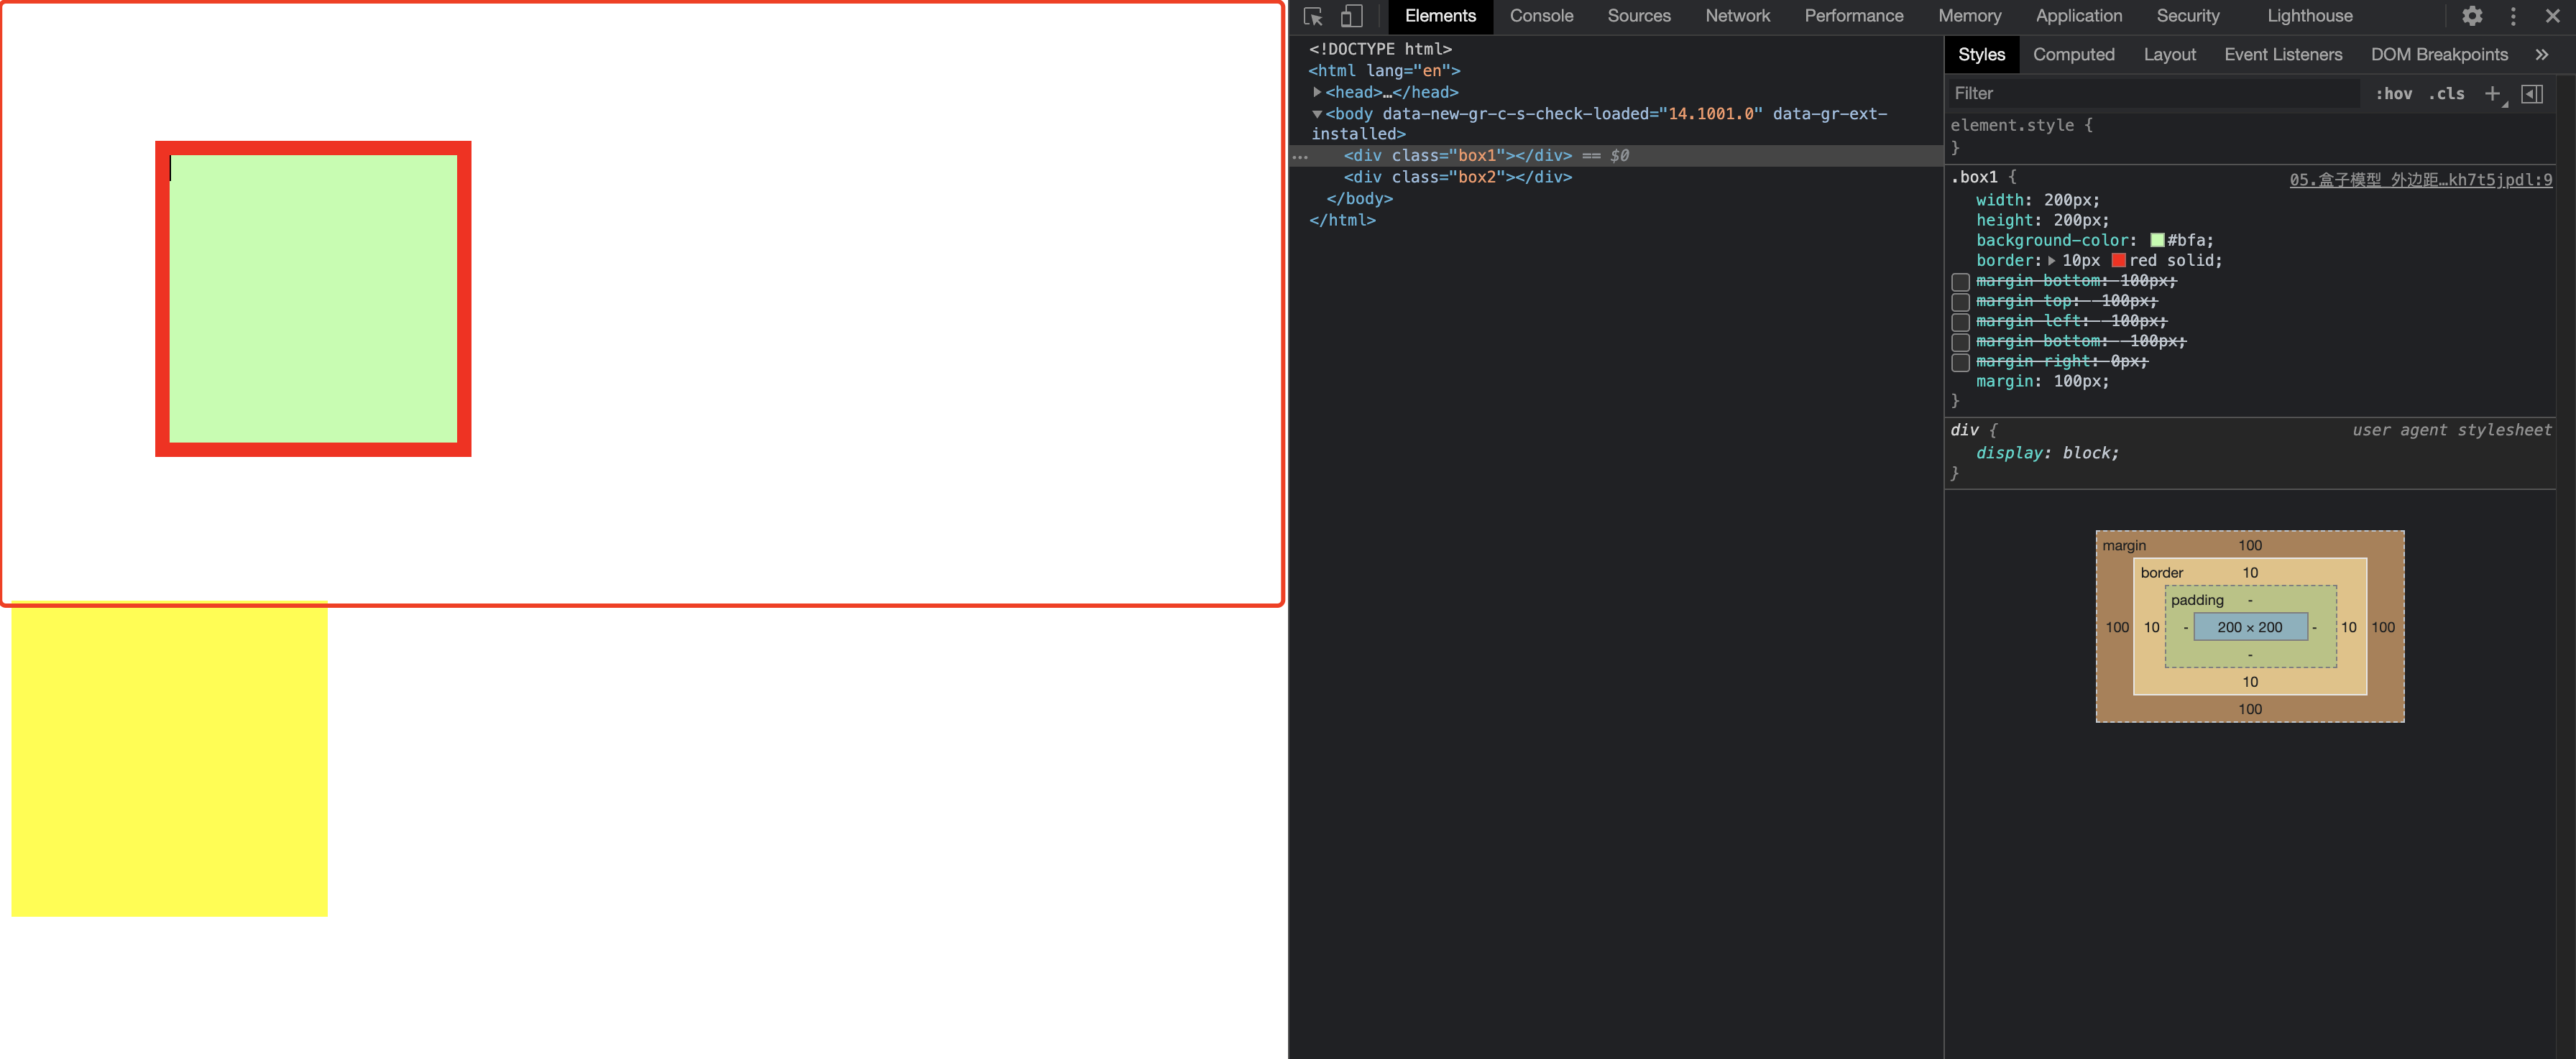 Elements Console Sources Network Performance Memory Application Security Lighthouse
<!DOCTYPE html>
<html lang="en">
<head>…</head>
<body data-new-gr-c-s-check-loaded="14.1001.0" data-gr-ext-
installed>
<div class="box1"></div> == $0
<div class="box2"></div>
</body>
</html>
Styles Computed Layout Event Listeners DOM Breakpoints »
Filter :hov .cls +
element.style {
}
.box1 { 05.盒子模型_外边距…kh7t5jpdl:9
width: 200px;
height: 200px;
background-color: #bfa;
border: 10px red solid;
margin-bottom: 100px;
margin-top: -100px;
margin-left: -100px;
margin-bottom: -100px;
margin-right: 0px;
margin: 100px;
}
div { user agent stylesheet
display: block;
}
margin 100
border 10
padding -
100 10 - 200 × 200 - 10 100
-
10
100